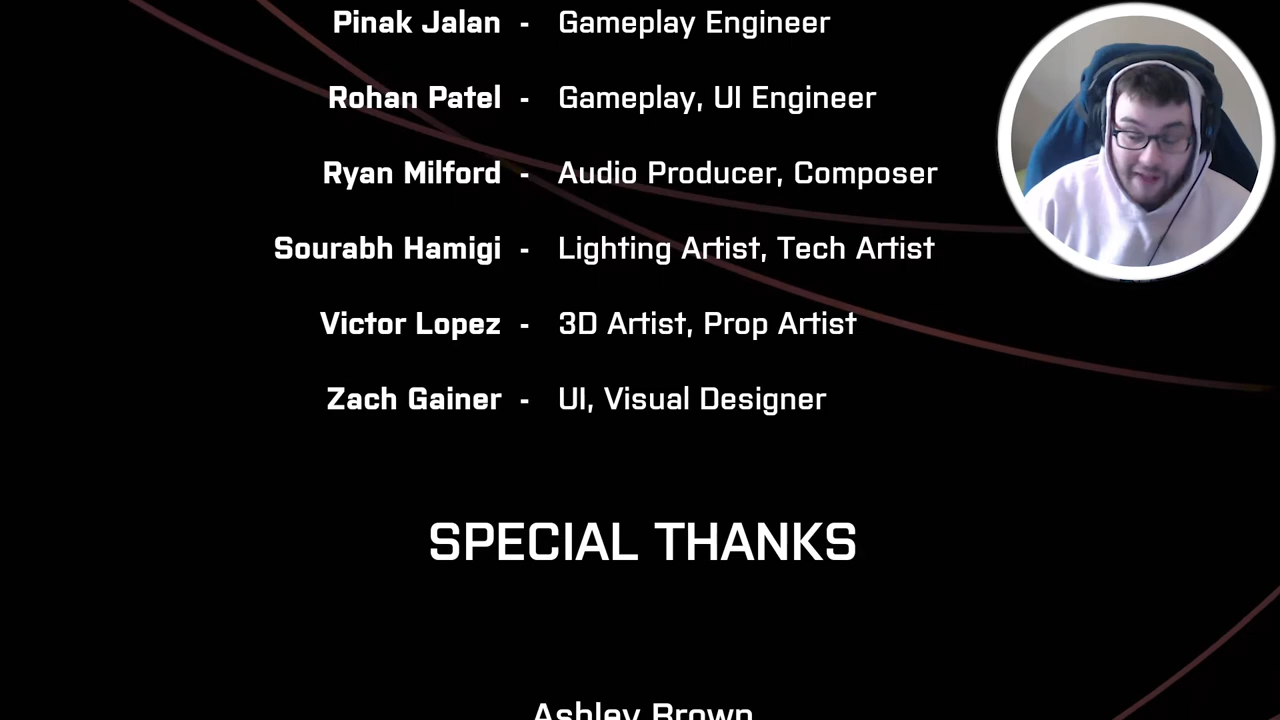 Pinak Jalan - Gameplay Engineer
Rohan Patel - Gameplay, UI Engineer
Ryan Milford - Audio Producer, Composer
Sourabh Hamigi - Lighting Artist, Tech Artist
Victor Lopez - 3D Artist, Prop Artist
Zach Gainer - UI, Visual Designer
SPECIAL THANKS
Ashley Brown